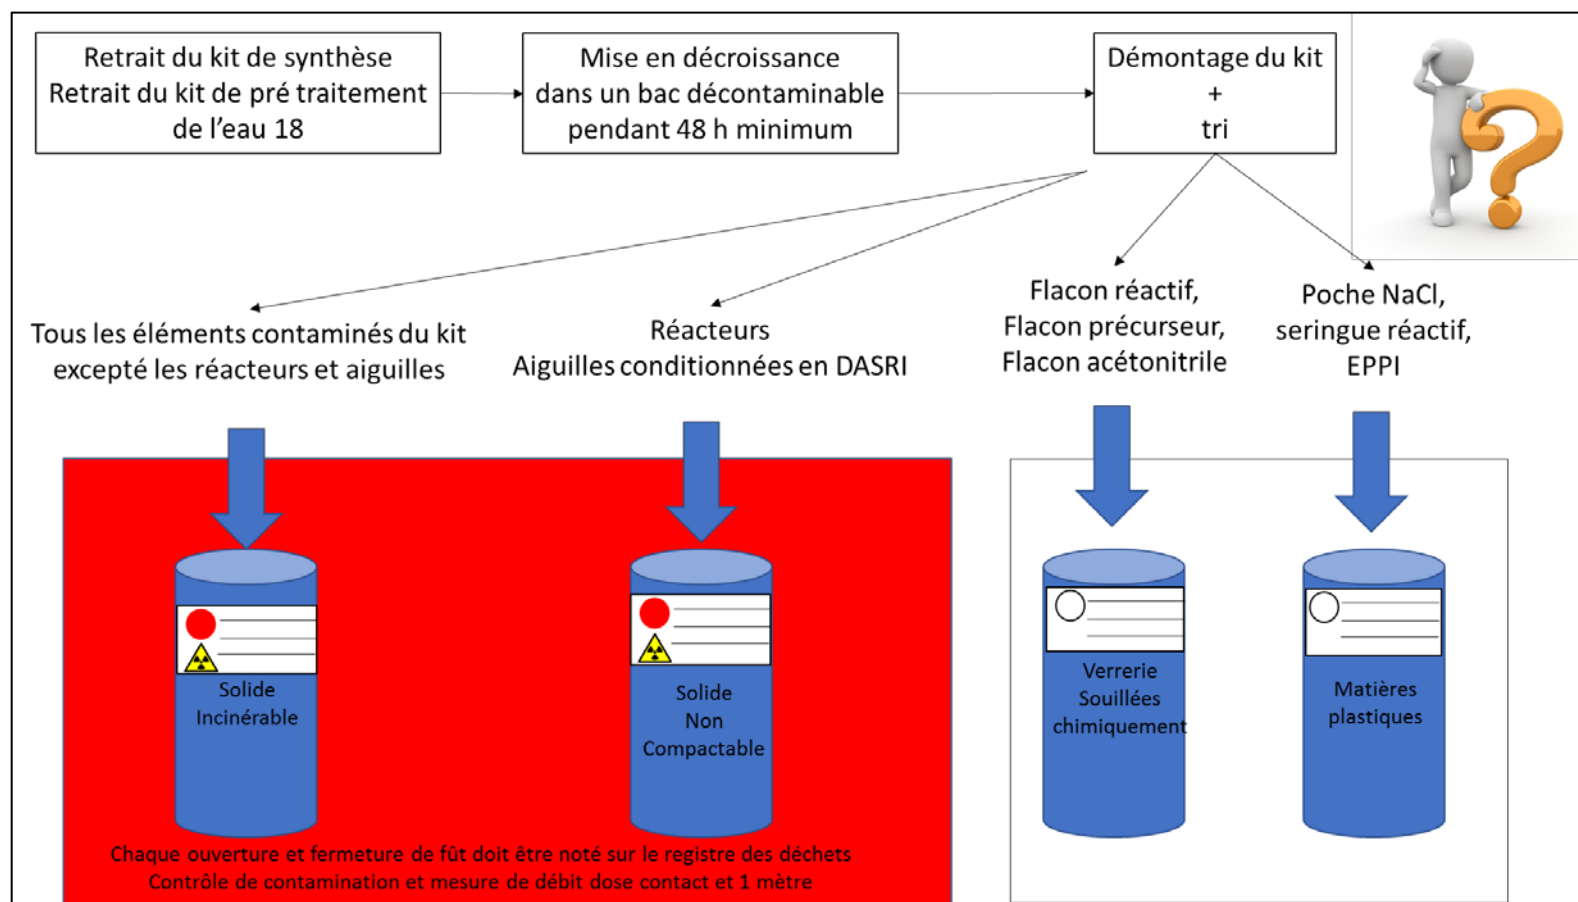 Retrait du kit de synthèse
Retrait du kit de pré traitement
de l’eau 18
Mise en décroissance
dans un bac décontaminable
pendant 48 h minimum
Démontage du kit
+
tri
Tous les éléments contaminés du kit
excepté les réacteurs et aiguilles
Réacteurs
Aiguilles conditionnées en DASRI
Flacon réactif,
Flacon précurseur,
Flacon acétonitrile
Poche NaCl,
seringue réactif,
EPPI
Solide
Incinérable
Solide
Non
Compactable
Verrerie
Souillées
chimiquement
Matières
plastiques
Chaque ouverture et fermeture de fût doit être noté sur le registre des déchets
Contrôle de contamination et mesure de débit dose contact et 1 mètre